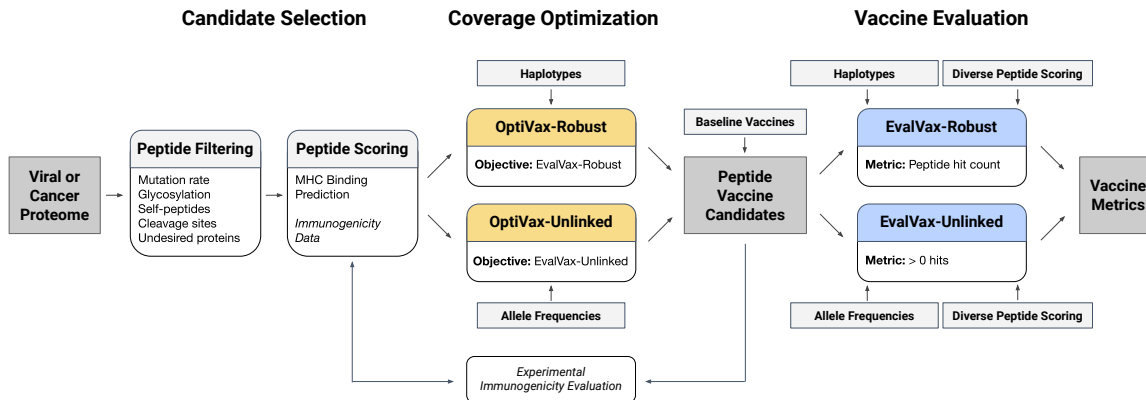 Candidate Selection
Coverage Optimization
Vaccine Evaluation
Viral or
Cancer
Proteome
Peptide Filtering
Mutation rate
Glycosylation
Self-peptides
Cleavage sites
Undesired proteins
Peptide Scoring
MHC Binding
Prediction
Immunogenicity
Data
Haplotypes
OptiVax-Robust
Objective: EvalVax-Robust
OptiVax-Unlinked
Objective: EvalVax-Unlinked
Allele Frequencies
Experimental
Immunogenicity Evaluation
Baseline Vaccines
Peptide
Vaccine
Candidates
Haplotypes
Diverse Peptide Scoring
EvalVax-Robust
Metric: Peptide hit count
EvalVax-Unlinked
Metric: > 0 hits
Allele Frequencies
Diverse Peptide Scoring
Vaccine
Metrics